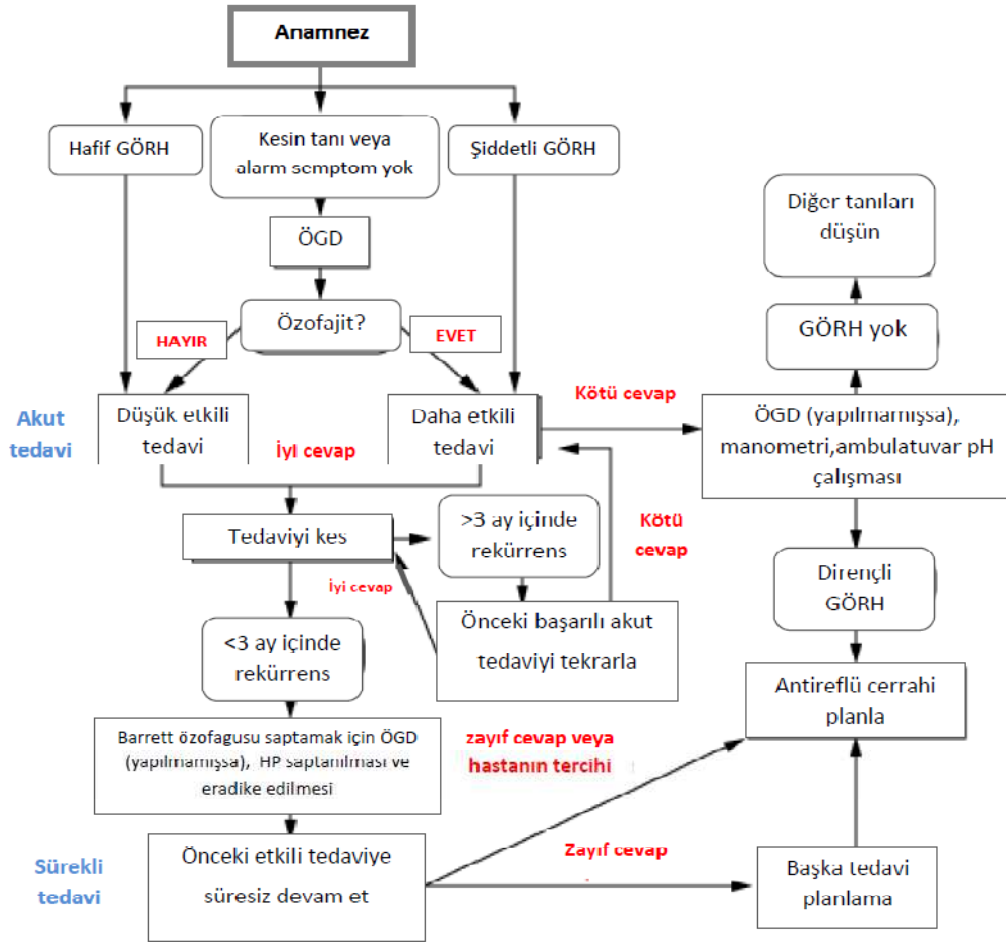 Anamnez
Hafif GÖRH
Kesin tanı veya
alarm semptom yok
Şiddetli GÖRH
ÖGD
Özofajit?
HAYIR
EVET
Diğer tanıları
düşün
GÖRH yok
Akut
tedavi
Düşük etkili
tedavi
İyi cevap
Daha etkili
tedavi
Kötü cevap
ÖGD (yapılmamışsa),
manometri,ambulatuvar pH
çalışması
Tedaviyi kes
>3 ay içinde
rekürrens
Kötü
cevap
İyi cevap
Önceki başarılı akut
tedaviyi tekrarla
Dirençli
GÖRH
<3 ay içinde
rekürrens
Antireflü cerrahi
planla
Barrett özofagusu saptamak için ÖGD
(yapılmamışsa), HP saptanılması ve
eradike edilmesi
zayıf cevap veya
hastanın tercihi
Sürekli
tedavi
Önceki etkili tedaviye
süresiz devam et
Zayıf cevap
Başka tedavi
planlama